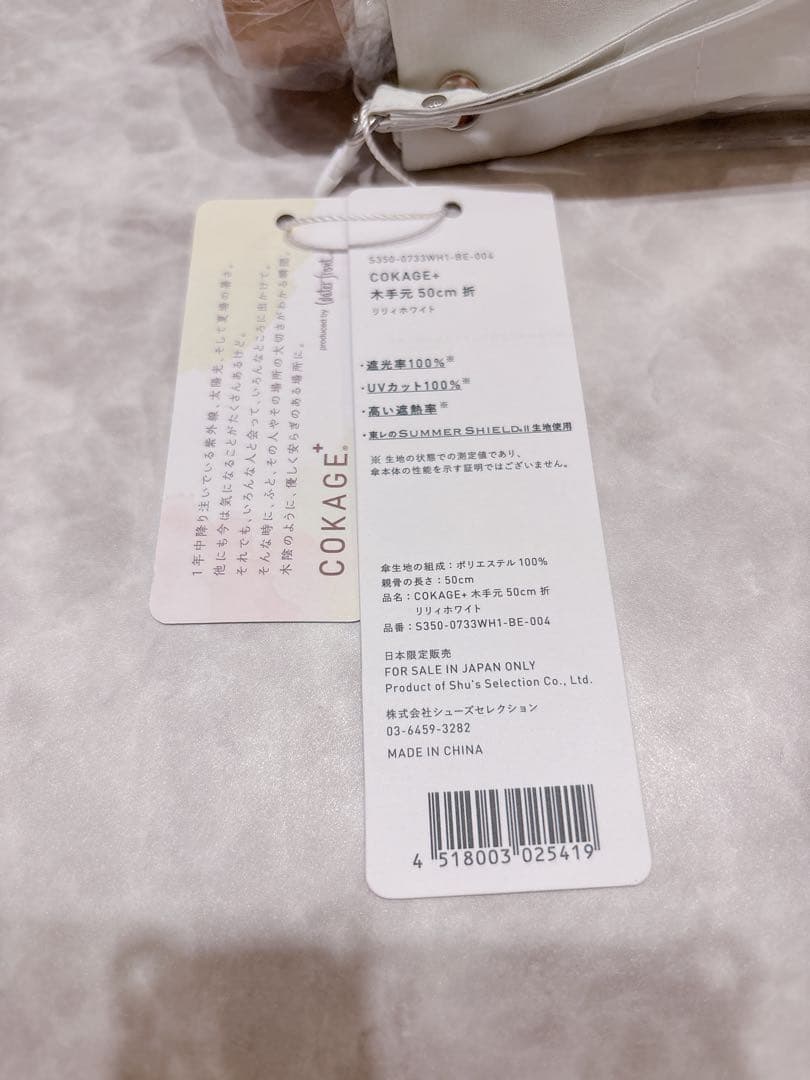 1年中降り注いでいる紫外線、太陽光、そして夏場の暑さ。
他にも今は気になることがたくさんあるけど。
それでも、いろんな人と会って、いろんなところに出かけて。
そんな時に、ふと、その人やその場所の大切さがわかる瞬間。
木陰のように、優しく安らぎのある場所に。
COKAGE+®
produced by Waterfront
S350-0733WH1-BE-004
COKAGE+
木手元 50cm 折
リリィホワイト
・遮光率100%※
・UVカット100%※
・高い遮熱率※
・東レのSUMMER SHIELD®II 生地使用
※ 生地の状態での測定値であり、
傘本体の性能を示す証明ではございません。
傘生地の組成:ポリエステル 100%
親骨の長さ:50cm
品名:COKAGE+ 木手元 50cm 折
リリィホワイト
品番:S350-0733WH1-BE-004
日本限定販売
FOR SALE IN JAPAN ONLY
Product of Shu's Selection Co., Ltd.
株式会社シューズセレクション
03-6459-3282
MADE IN CHINA
4 518003 025419